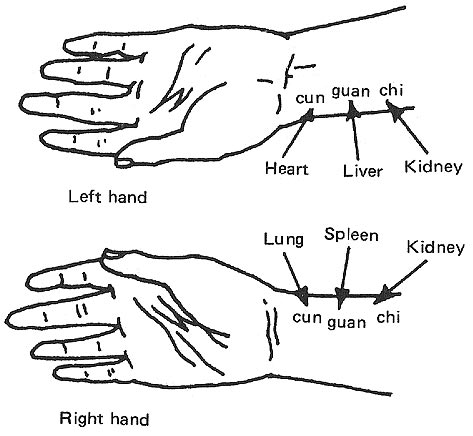 cun guan chi
Heart Liver Kidney
Left hand
Lung Spleen Kidney
cun guan chi
Right hand